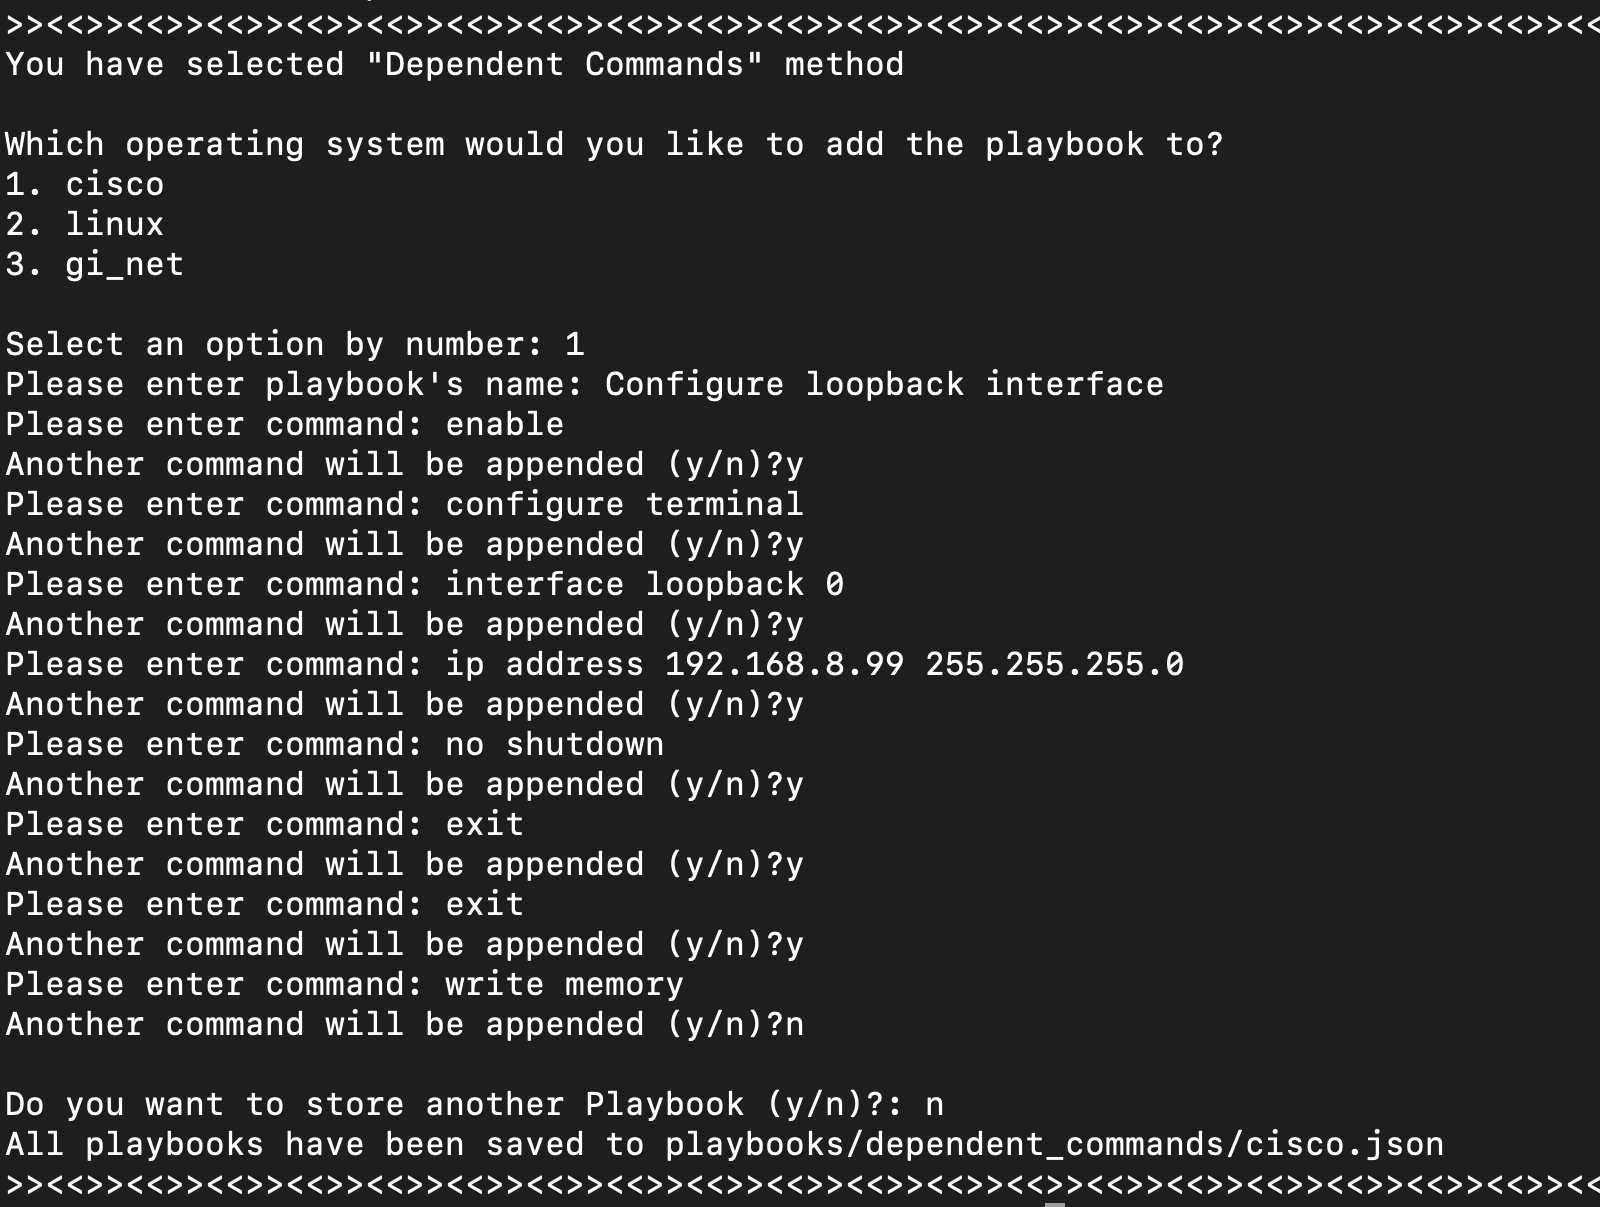 >><<>><<>><<>><<>><<>><<>><<>><<>><<>><<>><<>><<>><<>><<>><<>><<>><<>><<>><<>><<
You have selected "Dependent Commands" method
Which operating system would you like to add the playbook to?
1. cisco
2. linux
3. gi_net
Select an option by number: 1
Please enter playbook's name: Configure loopback interface
Please enter command: enable
Another command will be appended (y/n)?y
Please enter command: configure terminal
Another command will be appended (y/n)?y
Please enter command: interface loopback 0
Another command will be appended (y/n)?y
Please enter command: ip address 192.168.8.99 255.255.255.0
Another command will be appended (y/n)?y
Please enter command: no shutdown
Another command will be appended (y/n)?y
Please enter command: exit
Another command will be appended (y/n)?y
Please enter command: exit
Another command will be appended (y/n)?y
Please enter command: write memory
Another command will be appended (y/n)?n
Do you want to store another Playbook (y/n)?: n
All playbooks have been saved to playbooks/dependent_commands/cisco.json
>><<>><<>><<>><<>><<>><<>><<>><<>><<>><<>><<>><<>><<>><<>><<>><<>><<>><<>><<>><<